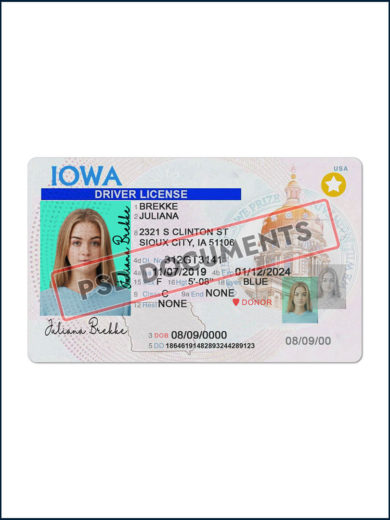 IOWA
USA
DRIVER LICENSE
1 BREKKE
2 JULIANA
8 2321 S CLINTON ST
SIOUX CITY, IA 51106
4d DL No. 312GT3141
11/07/2019 4b Exp 01/12/2024
15 Sex F 16 Hgt 5'-08" 18 Eyes BLUE
9 Class C 9a End NONE
12 Rest NONE
DONOR
Juliana Brekke
Juliana Brekke
3 DOB 08/09/0000
5 DD 18646191482893244289123
08/09/00
PSD DOCUMENTS